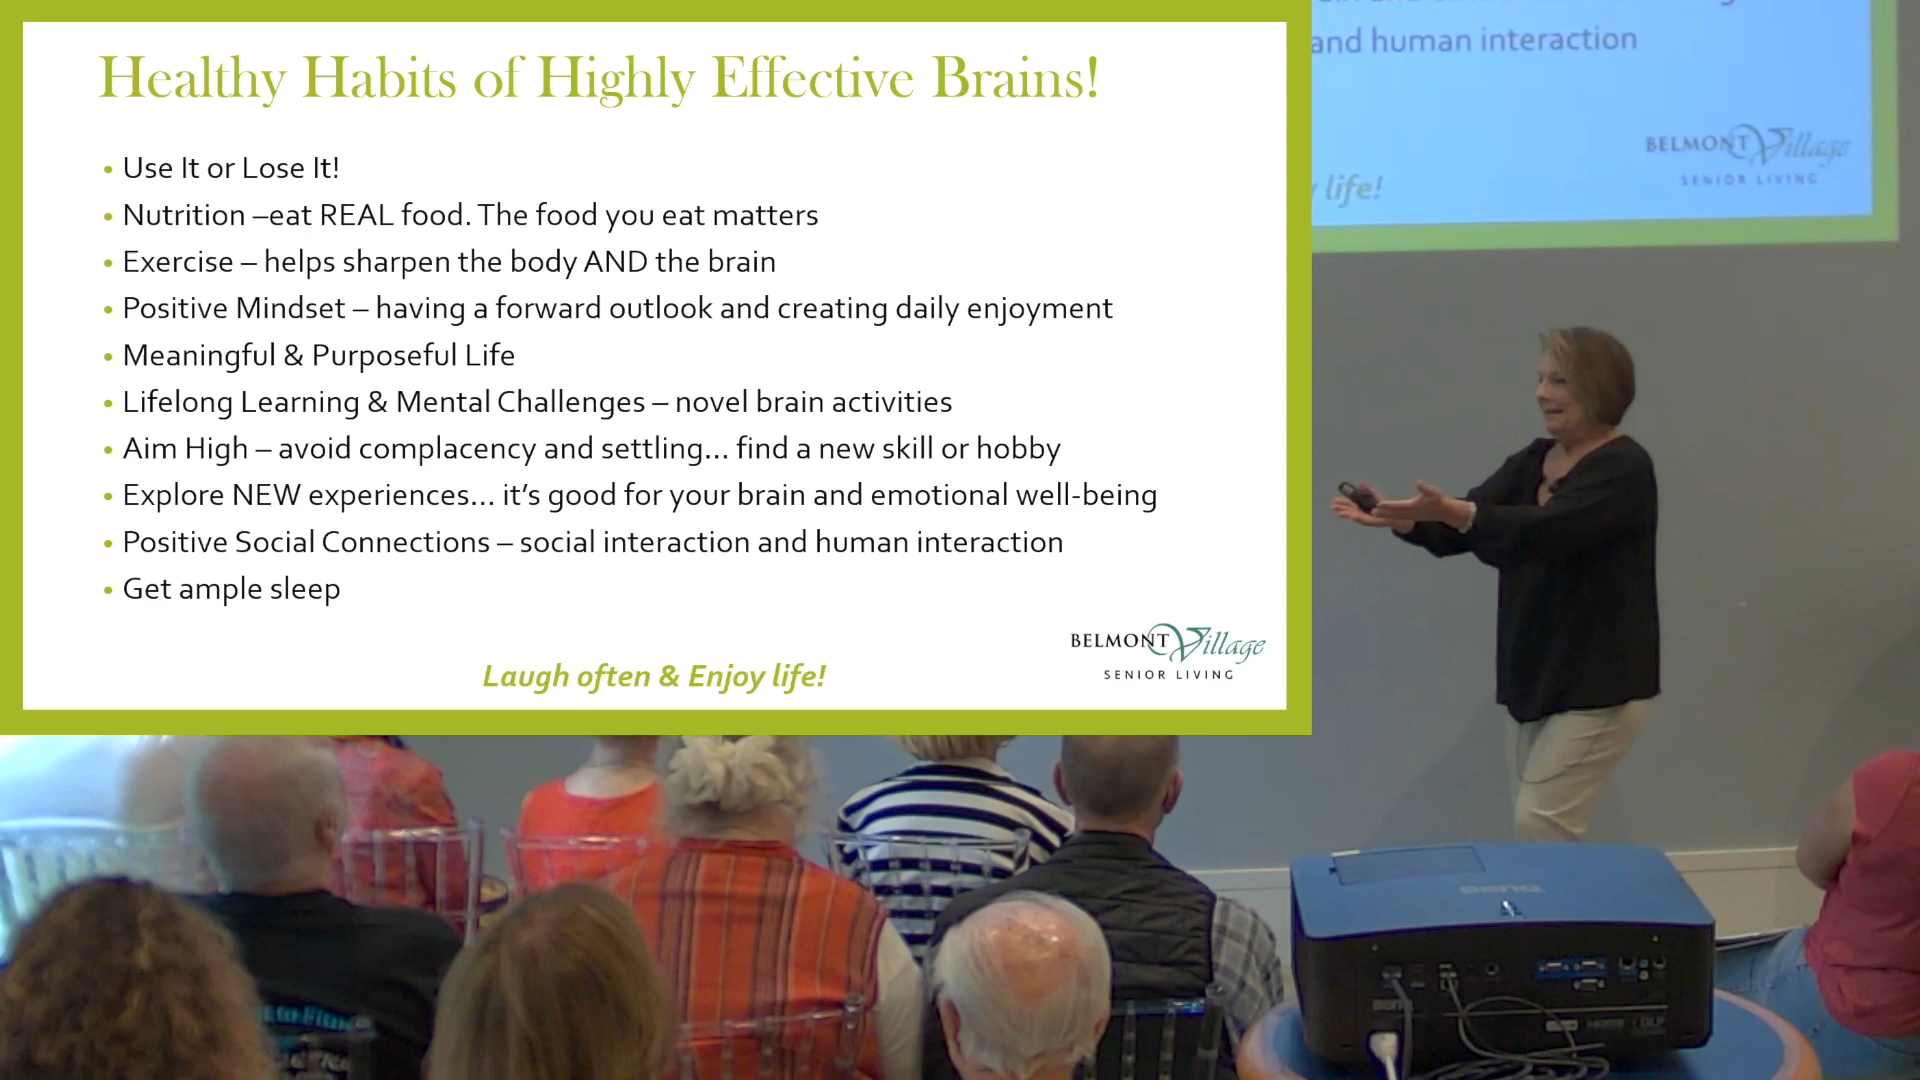 Healthy Habits of Highly Effective Brains!
• Use It or Lose It!
• Nutrition –eat REAL food. The food you eat matters
• Exercise – helps sharpen the body AND the brain
• Positive Mindset – having a forward outlook and creating daily enjoyment
• Meaningful & Purposeful Life
• Lifelong Learning & Mental Challenges – novel brain activities
• Aim High – avoid complacency and settling... find a new skill or hobby
• Explore NEW experiences... it's good for your brain and emotional well-being
• Positive Social Connections – social interaction and human interaction
• Get ample sleep
Laugh often & Enjoy life!
BELMONT Village
SENIOR LIVING
and human interaction
life!
BELMONT Village
SENIOR LIVING
BenQ